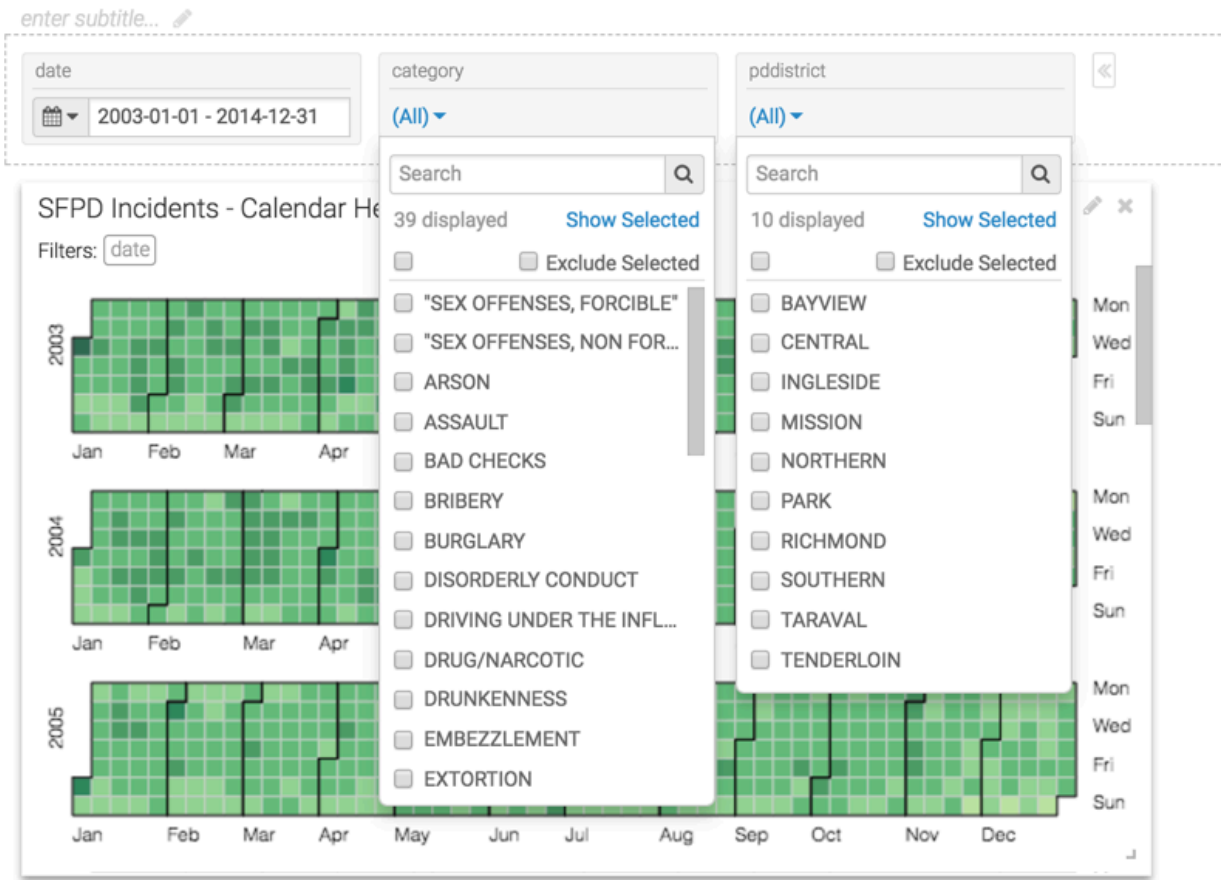 enter subtitle...
date
category
pddistrict
2003-01-01 - 2014-12-31
(All)
(All)
Search
Search
SFPD Incidents - Calendar He
39 displayed Show Selected
10 displayed Show Selected
Filters: date
Exclude Selected
Exclude Selected
"SEX OFFENSES, FORCIBLE"
"SEX OFFENSES, NON FOR...
ARSON
ASSAULT
BAD CHECKS
BRIBERY
BURGLARY
DISORDERLY CONDUCT
DRIVING UNDER THE INFL...
DRUG/NARCOTIC
DRUNKENNESS
EMBEZZLEMENT
EXTORTION
BAYVIEW
CENTRAL
INGLESIDE
MISSION
NORTHERN
PARK
RICHMOND
SOUTHERN
TARAVAL
TENDERLOIN
2003
Mon
Wed
Fri
Sun
Jan Feb Mar Apr
2004
Mon
Wed
Fri
Sun
Jan Feb Mar Apr
2005
Mon
Wed
Fri
Sun
Jan Feb Mar Apr May Jun Jul Aug Sep Oct Nov Dec